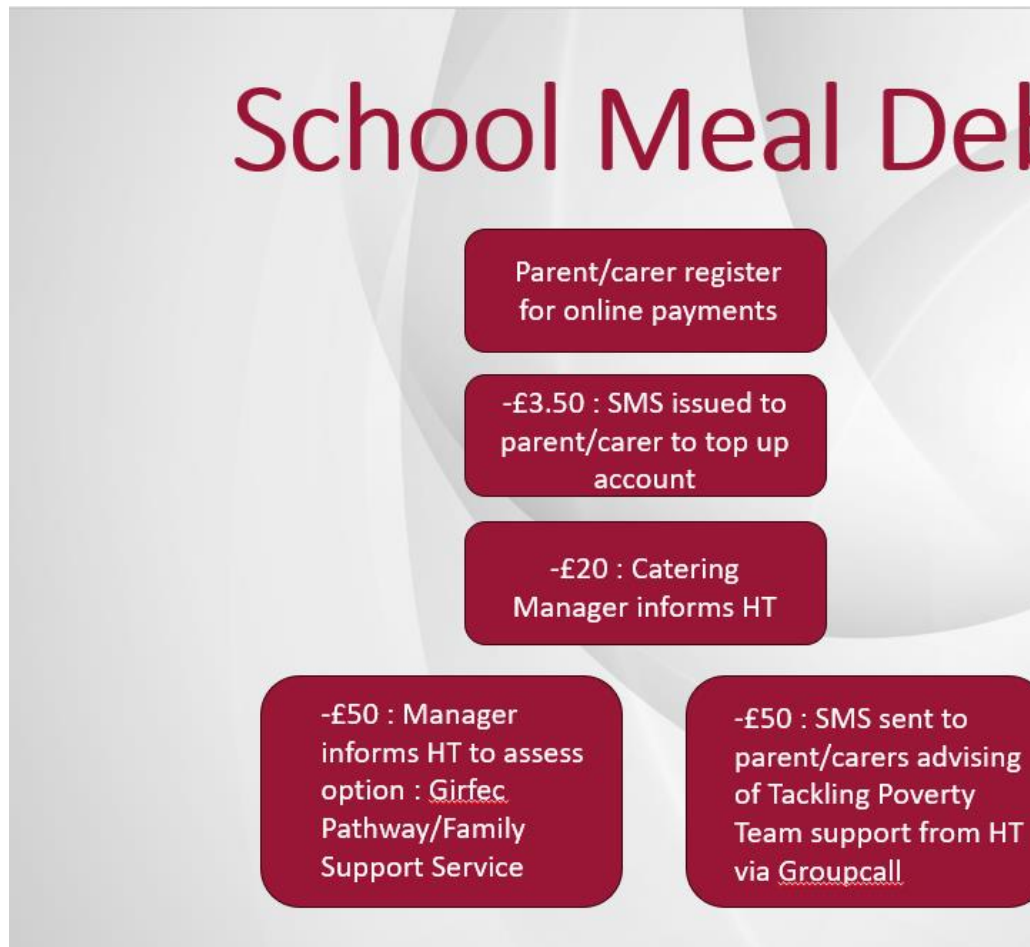 School Meal Deb
Parent/carer register
for online payments
-£3.50 : SMS issued to
parent/carer to top up
account
-£20 : Catering
Manager informs HT
-£50 : Manager
informs HT to assess
option : Girfec
Pathway/Family
Support Service
-£50 : SMS sent to
parent/carers advising
of Tackling Poverty
Team support from HT
via Groupcall